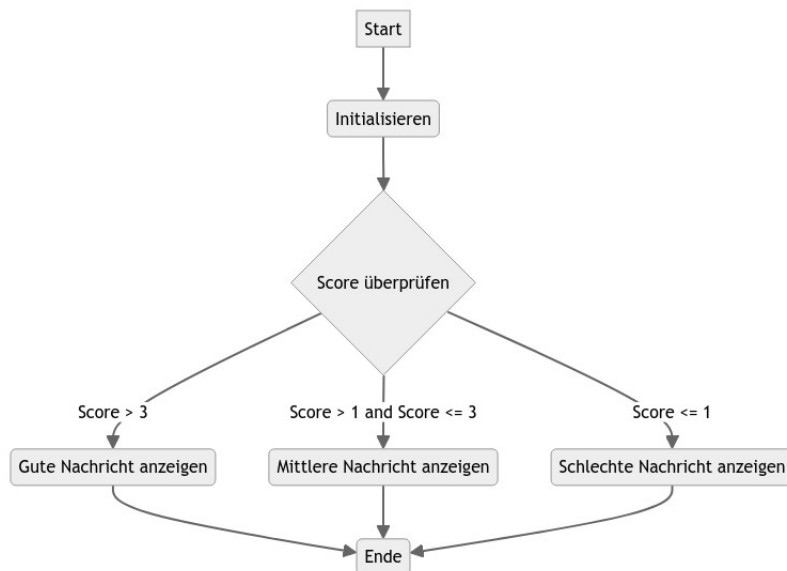 Start
Initialisieren
Score überprüfen
Score > 3
Score > 1 and Score <= 3
Score <= 1
Gute Nachricht anzeigen
Mittlere Nachricht anzeigen
Schlechte Nachricht anzeigen
Ende